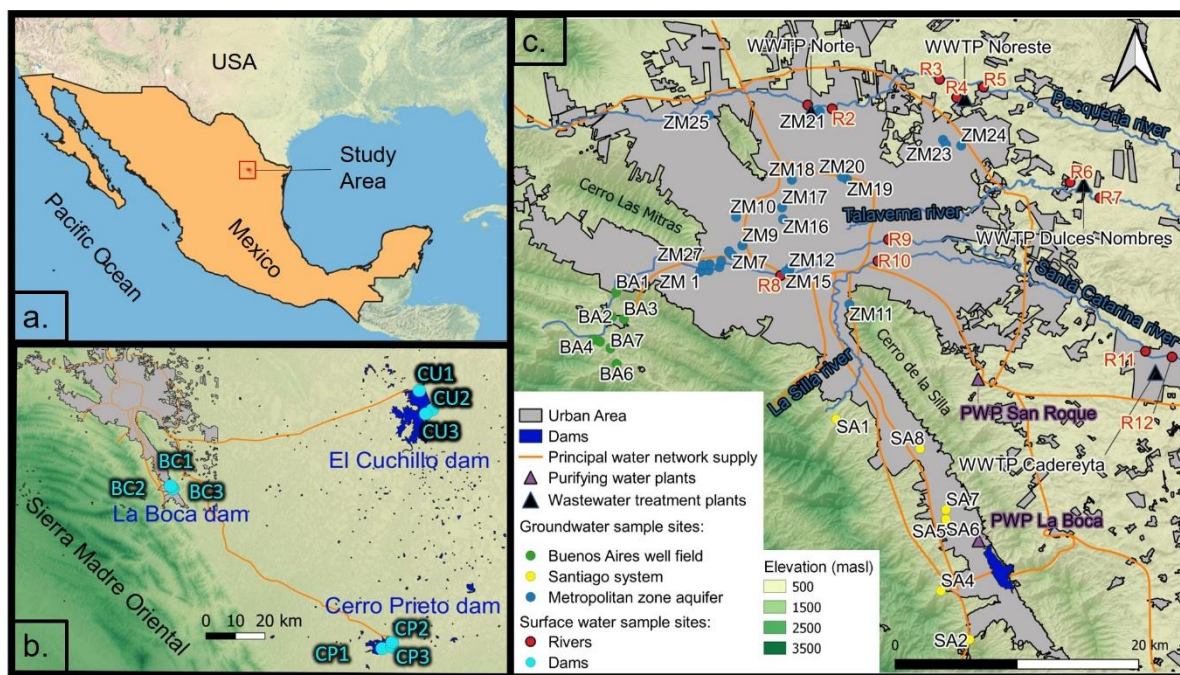 USA
Study
Area
Mexico
Pacific Ocean
a.
CU1
CU2
CU3
El Cuchillo dam
BC1
BC2
BC3
La Boca dam
Sierra Madre Oriental
Cerro Prieto dam
CP1
CP2
CP3
0 10 20 km
b.
c.
WWTP Norte
WWTP Noreste
R3
R5
R4
ZM25
ZM21
R2
Pesqueria river
ZM23
ZM24
ZM18
ZM20
ZM19
R6
R7
Cerro Las Mitras
ZM10
ZM17
ZM16
Talaverna river
WWTP Dulces Nombres
ZM9
R9
ZM27
ZM7
ZM12
R10
ZM 1
R8
ZM15
Santa Catarina river
BA1
BA2
BA3
ZM11
BA4
BA7
BA6
Cerro de la Silla
R11
La Silla river
PWP San Roque
R12
SA1
SA8
WWTP Cadereyta
SA7
SA5
SA6
PWP La Boca
SA4
SA2
Urban Area
Dams
Principal water network supply
Purifying water plants
Wastewater treatment plants
Groundwater sample sites:
Buenos Aires well field
Santiago system
Metropolitan zone aquifer
Surface water sample sites:
Rivers
Dams
Elevation (masl)
500
1500
2500
3500
0 10 20 km